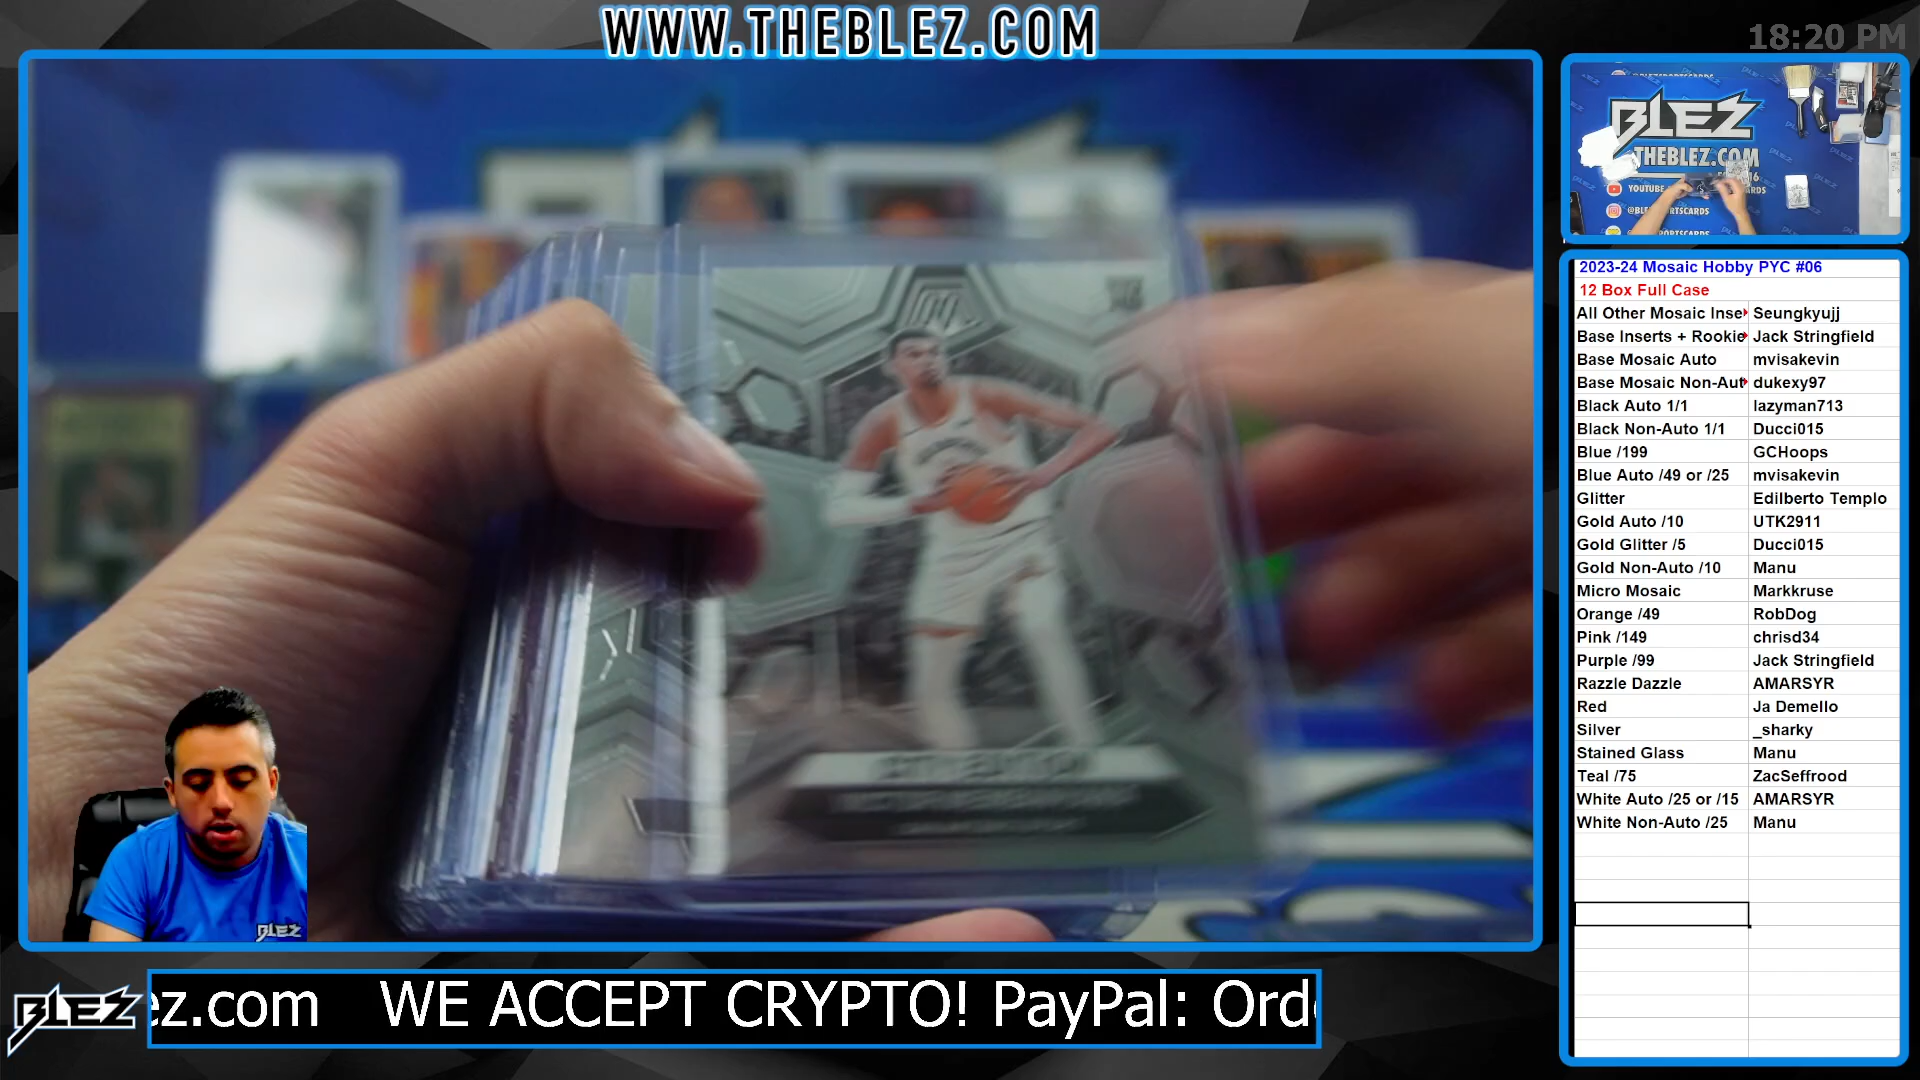 WWW.THEBLEZ.COM
18:20 PM
BLEZ
THEBLEZ.COM
2023-24 Mosaic Hobby PYC #06
12 Box Full Case
All Other Mosaic Inse Seungkyujj
Base Inserts + Rookie Jack Stringfield
Base Mosaic Auto mvisakevin
Base Mosaic Non-Aut dukexy97
Black Auto 1/1 lazyman713
Black Non-Auto 1/1 Ducci015
Blue /199 GCHoops
Blue Auto /49 or /25 mvisakevin
Glitter Edilberto Templo
Gold Auto /10 UTK2911
Gold Glitter /5 Ducci015
Gold Non-Auto /10 Manu
Micro Mosaic Markkruse
Orange /49 RobDog
Pink /149 chrisd34
Purple /99 Jack Stringfield
Razzle Dazzle AMARSYR
Red Ja Demello
Silver _sharky
Stained Glass Manu
Teal /75 ZacSeffrood
White Auto /25 or /15 AMARSYR
White Non-Auto /25 Manu
BLEZ
BLEZ
ez.com WE ACCEPT CRYPTO! PayPal: Ord